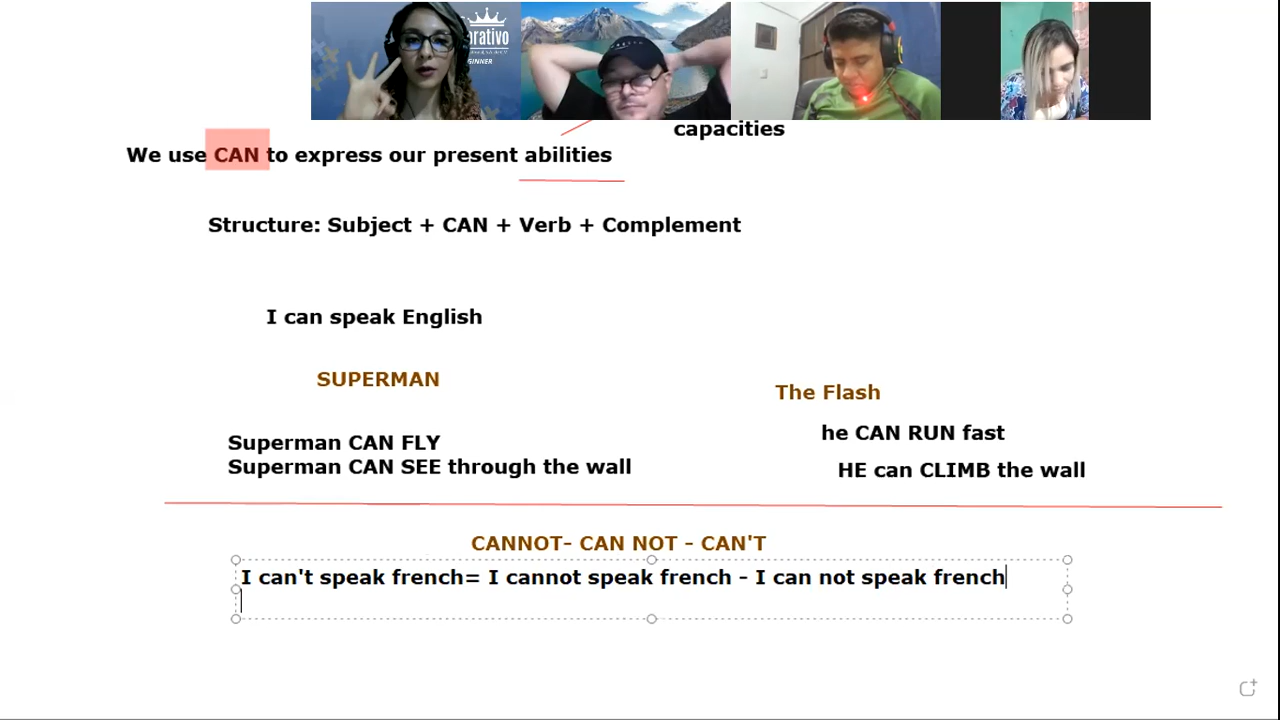 INNER
capacities
We use CAN to express our present abilities
Structure: Subject + CAN + Verb + Complement
I can speak English
SUPERMAN
The Flash
Superman CAN FLY
he CAN RUN fast
Superman CAN SEE through the wall
HE can CLIMB the wall
CANNOT- CAN NOT - CAN'T
I can't speak french= I cannot speak french - I can not speak french